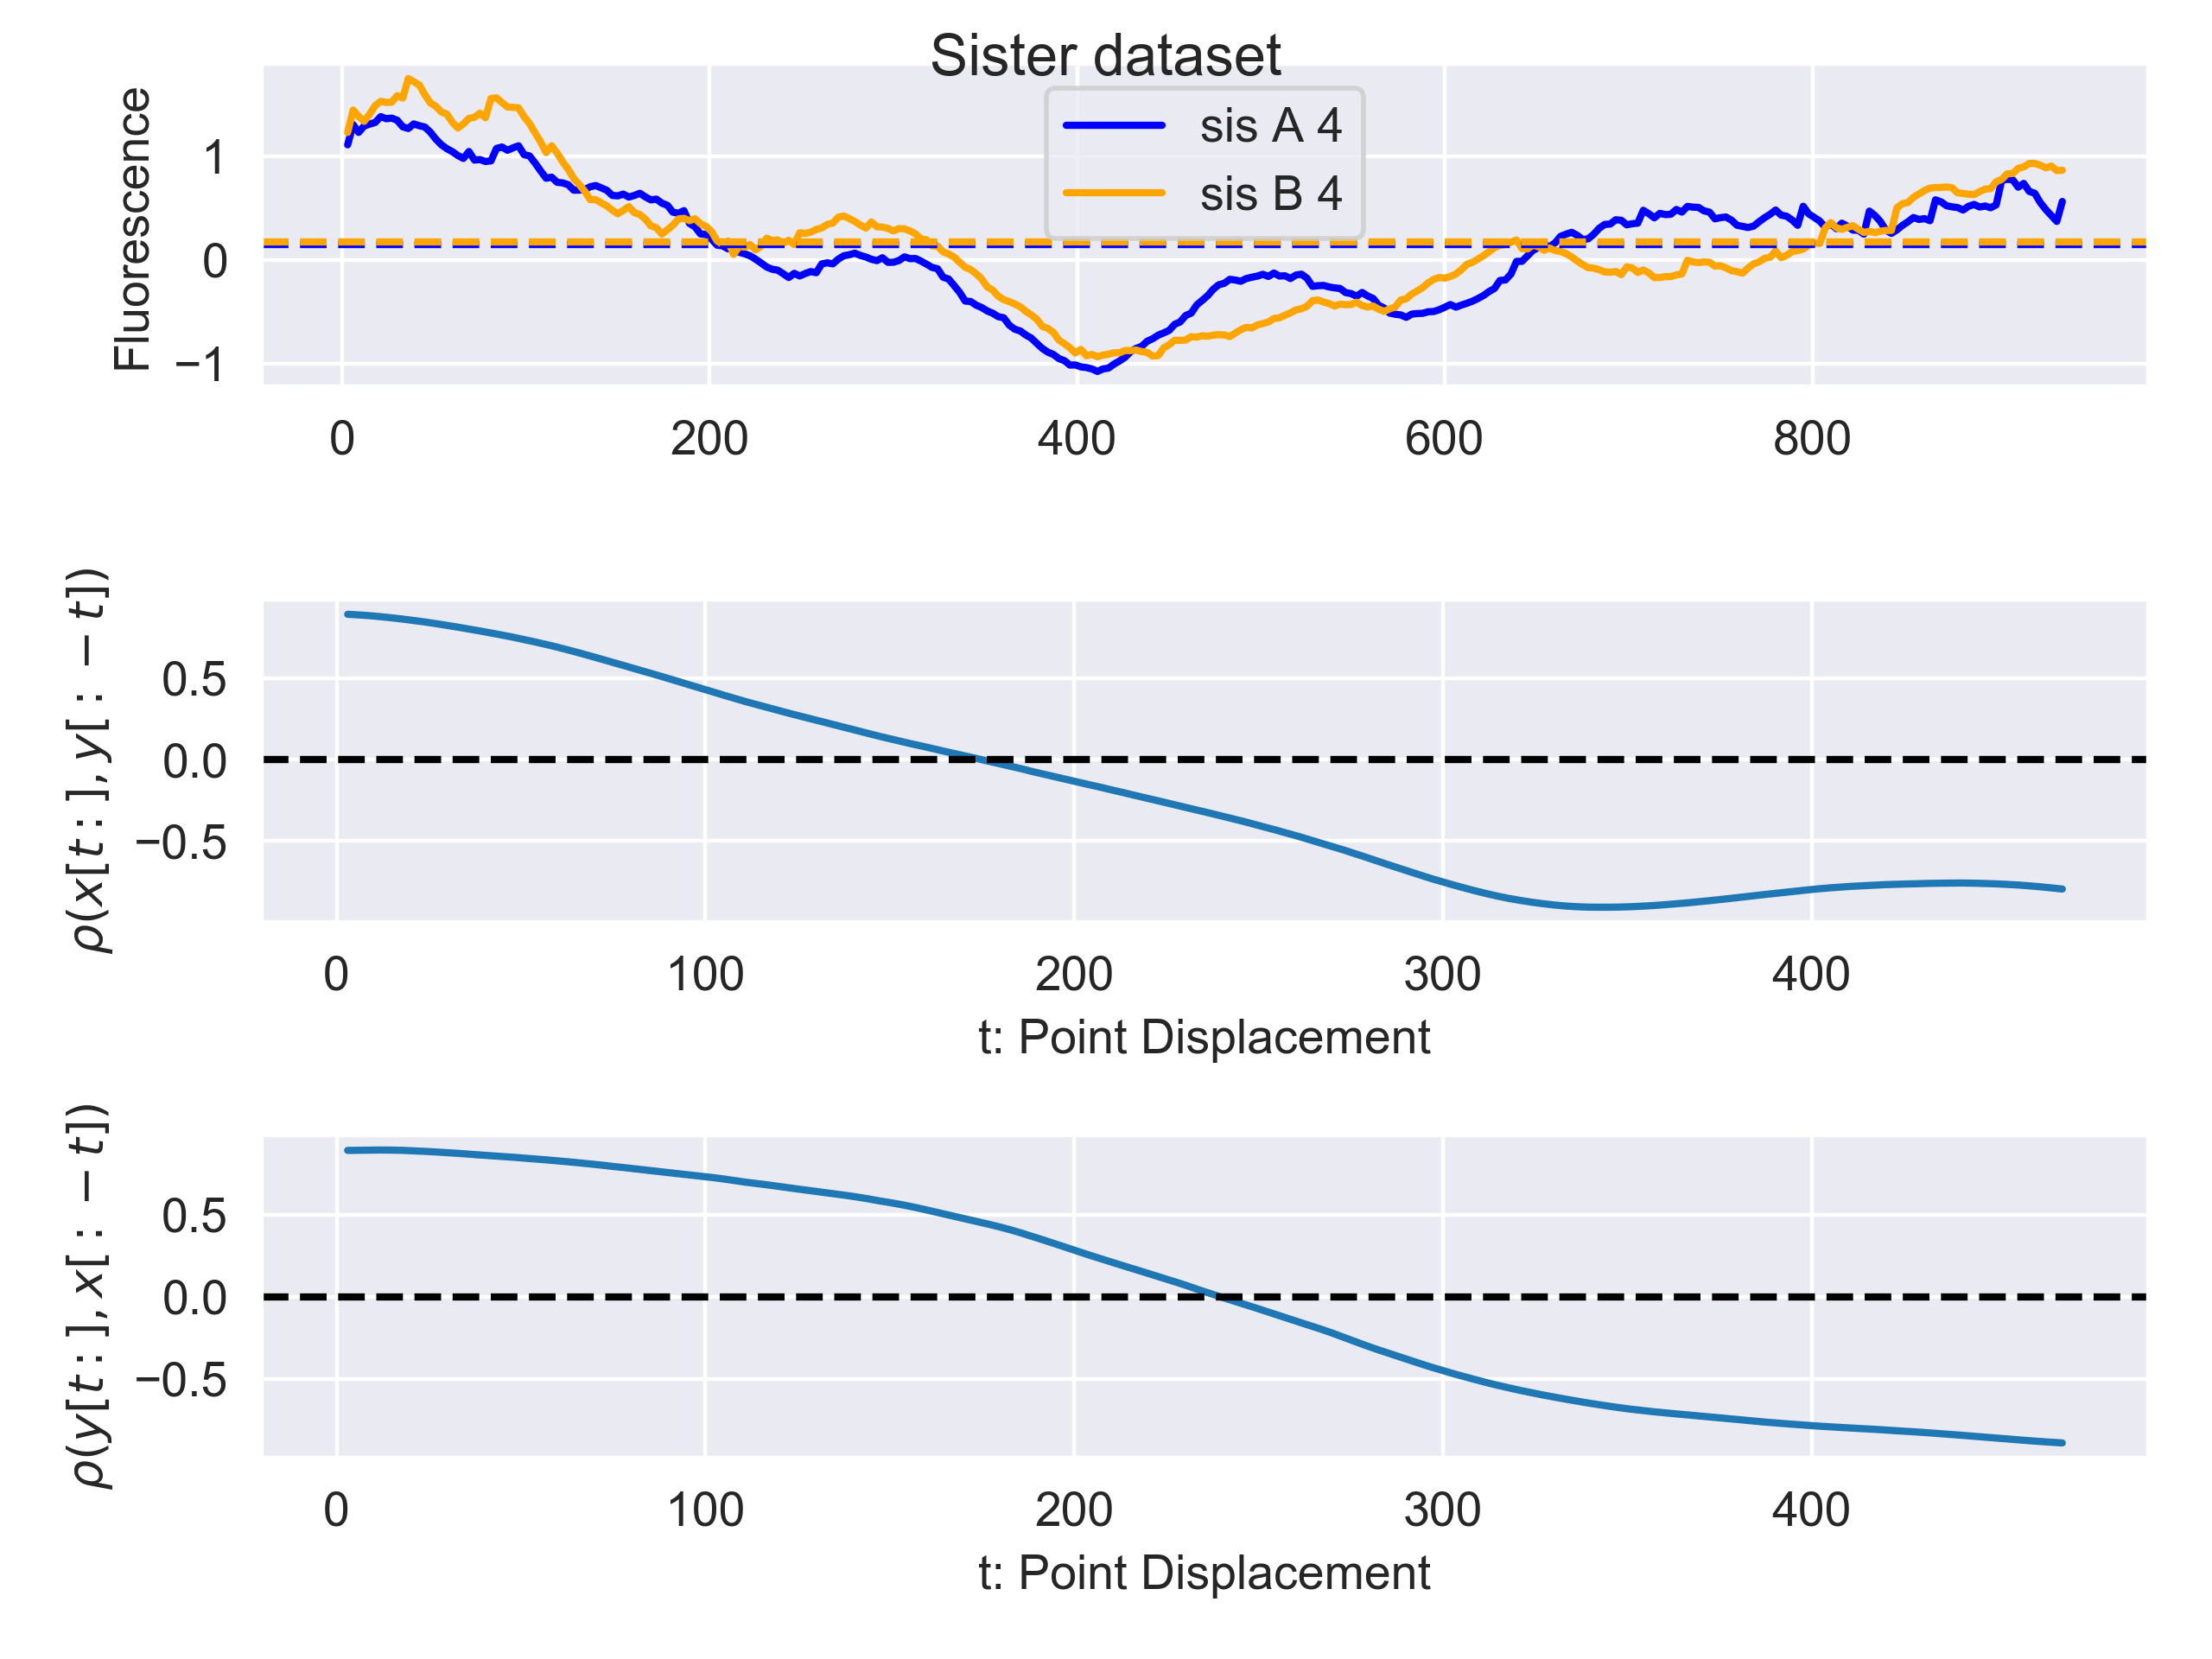 Sister dataset
Fluorescence
1
0
−1
sis A 4
sis B 4
0 200 400 600 800
ρ(x[t:],y[:−t])
0.5
0.0
−0.5
0 100 200 300 400
t: Point Displacement
ρ(y[t:],x[:−t])
0.5
0.0
−0.5
0 100 200 300 400
t: Point Displacement